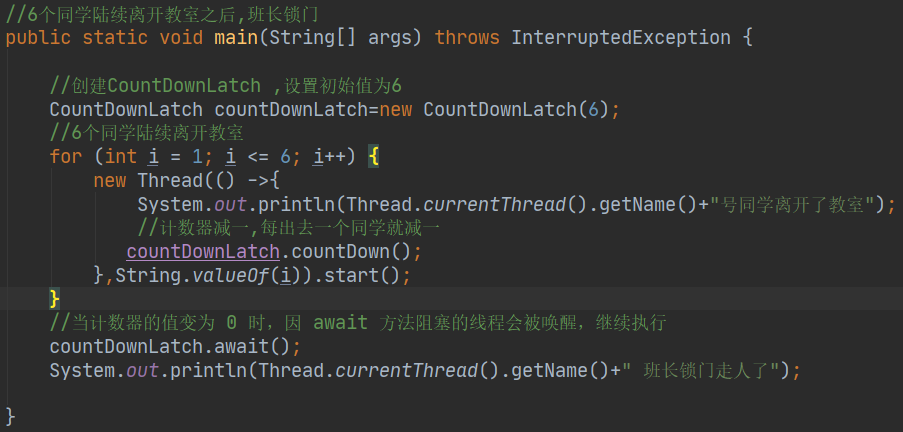 //6个同学陆续离开教室之后,班长锁门
public static void main(String[] args) throws InterruptedException {
//创建CountDownLatch ,设置初始值为6
CountDownLatch countDownLatch=new CountDownLatch(6);
//6个同学陆续离开教室
for (int i = 1; i <= 6; i++) {
new Thread(() ->{
System.out.println(Thread.currentThread().getName()+"号同学离开了教室");
//计数器减一,每出去一个同学就减一
countDownLatch.countDown();
},String.valueOf(i)).start();
}
//当计数器的值变为 0 时，因 await 方法阻塞的线程会被唤醒，继续执行
countDownLatch.await();
System.out.println(Thread.currentThread().getName()+" 班长锁门走人了");
}